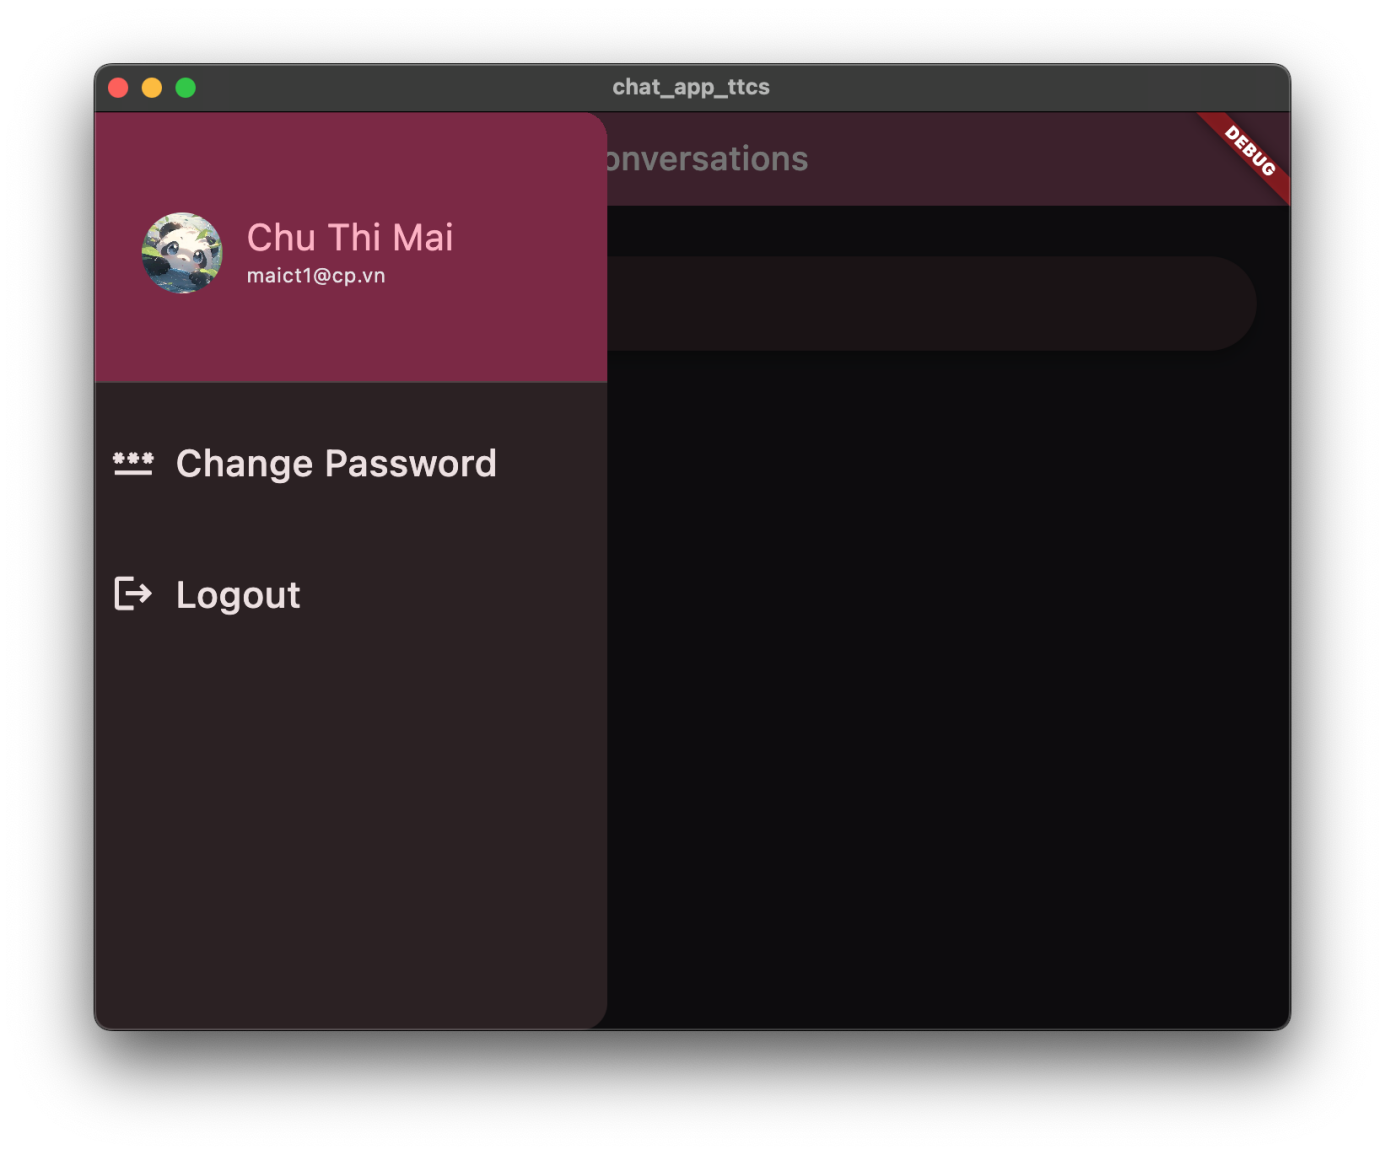 chat_app_ttcs
onversations
DEBUG
Chu Thi Mai
maict1@cp.vn
*** Change Password
Logout